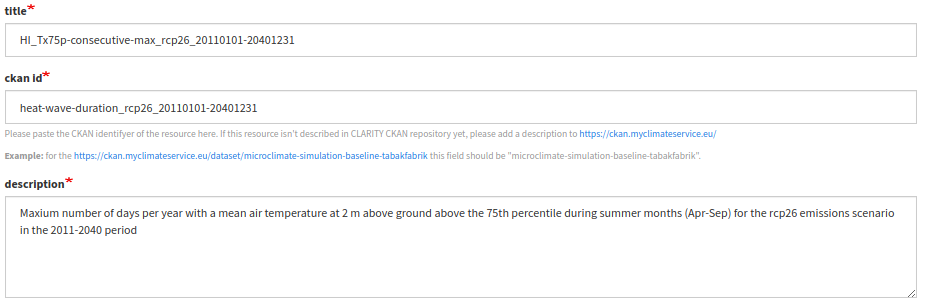 title*
HI_Tx75p-consecutive-max_rcp26_20110101-20401231
ckan id*
heat-wave-duration_rcp26_20110101-20401231
Please paste the CKAN identifyer of the resource here. If this resource isn't described in CLARITY CKAN repository yet, please add a description to https://ckan.myclimateservice.eu/
Example: for the https://ckan.myclimateservice.eu/dataset/microclimate-simulation-baseline-tabakfabrik this field should be "microclimate-simulation-baseline-tabakfabrik".
description*
Maxium number of days per year with a mean air temperature at 2 m above ground above the 75th percentile during summer months (Apr-Sep) for the rcp26 emissions scenario
in the 2011-2040 period